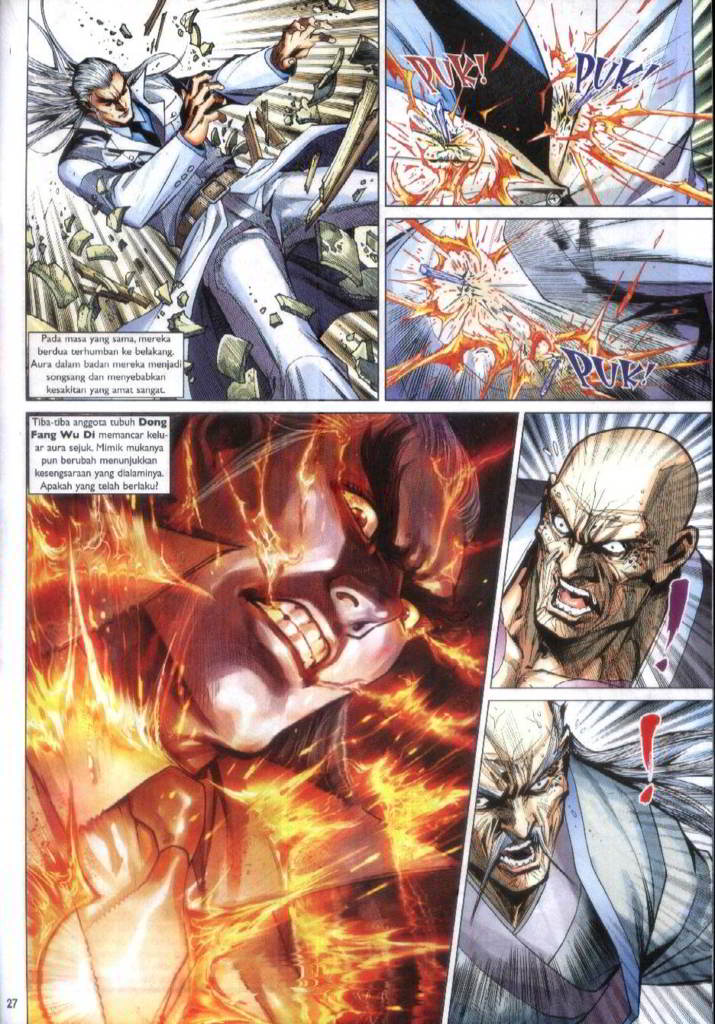 Pada masa yang sama, mereka
berdua terhumban ke belakang.
Aura dalam badan mereka menjadi
songsang dan menyebabkan
kesakitan yang amat sangat.
PUK!
PUK!
PUK!
Tiba-tiba anggota tubuh Dong
Fang Wu Di memancar kelu-
ar aura sejuk. Mimik mukanya
pun berubah menunjukkan
kesengsaraan yang dialaminya.
Apakah yang telah berlaku?
!
!
27